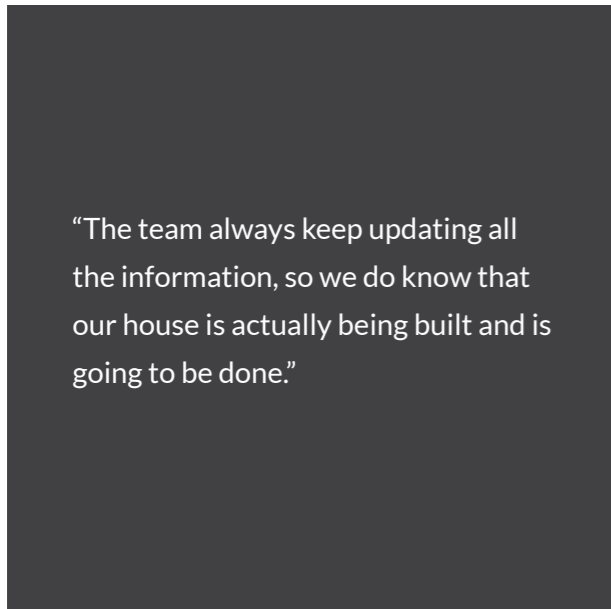 “The team always keep updating all
the information, so we do know that
our house is actually being built and is
going to be done.”